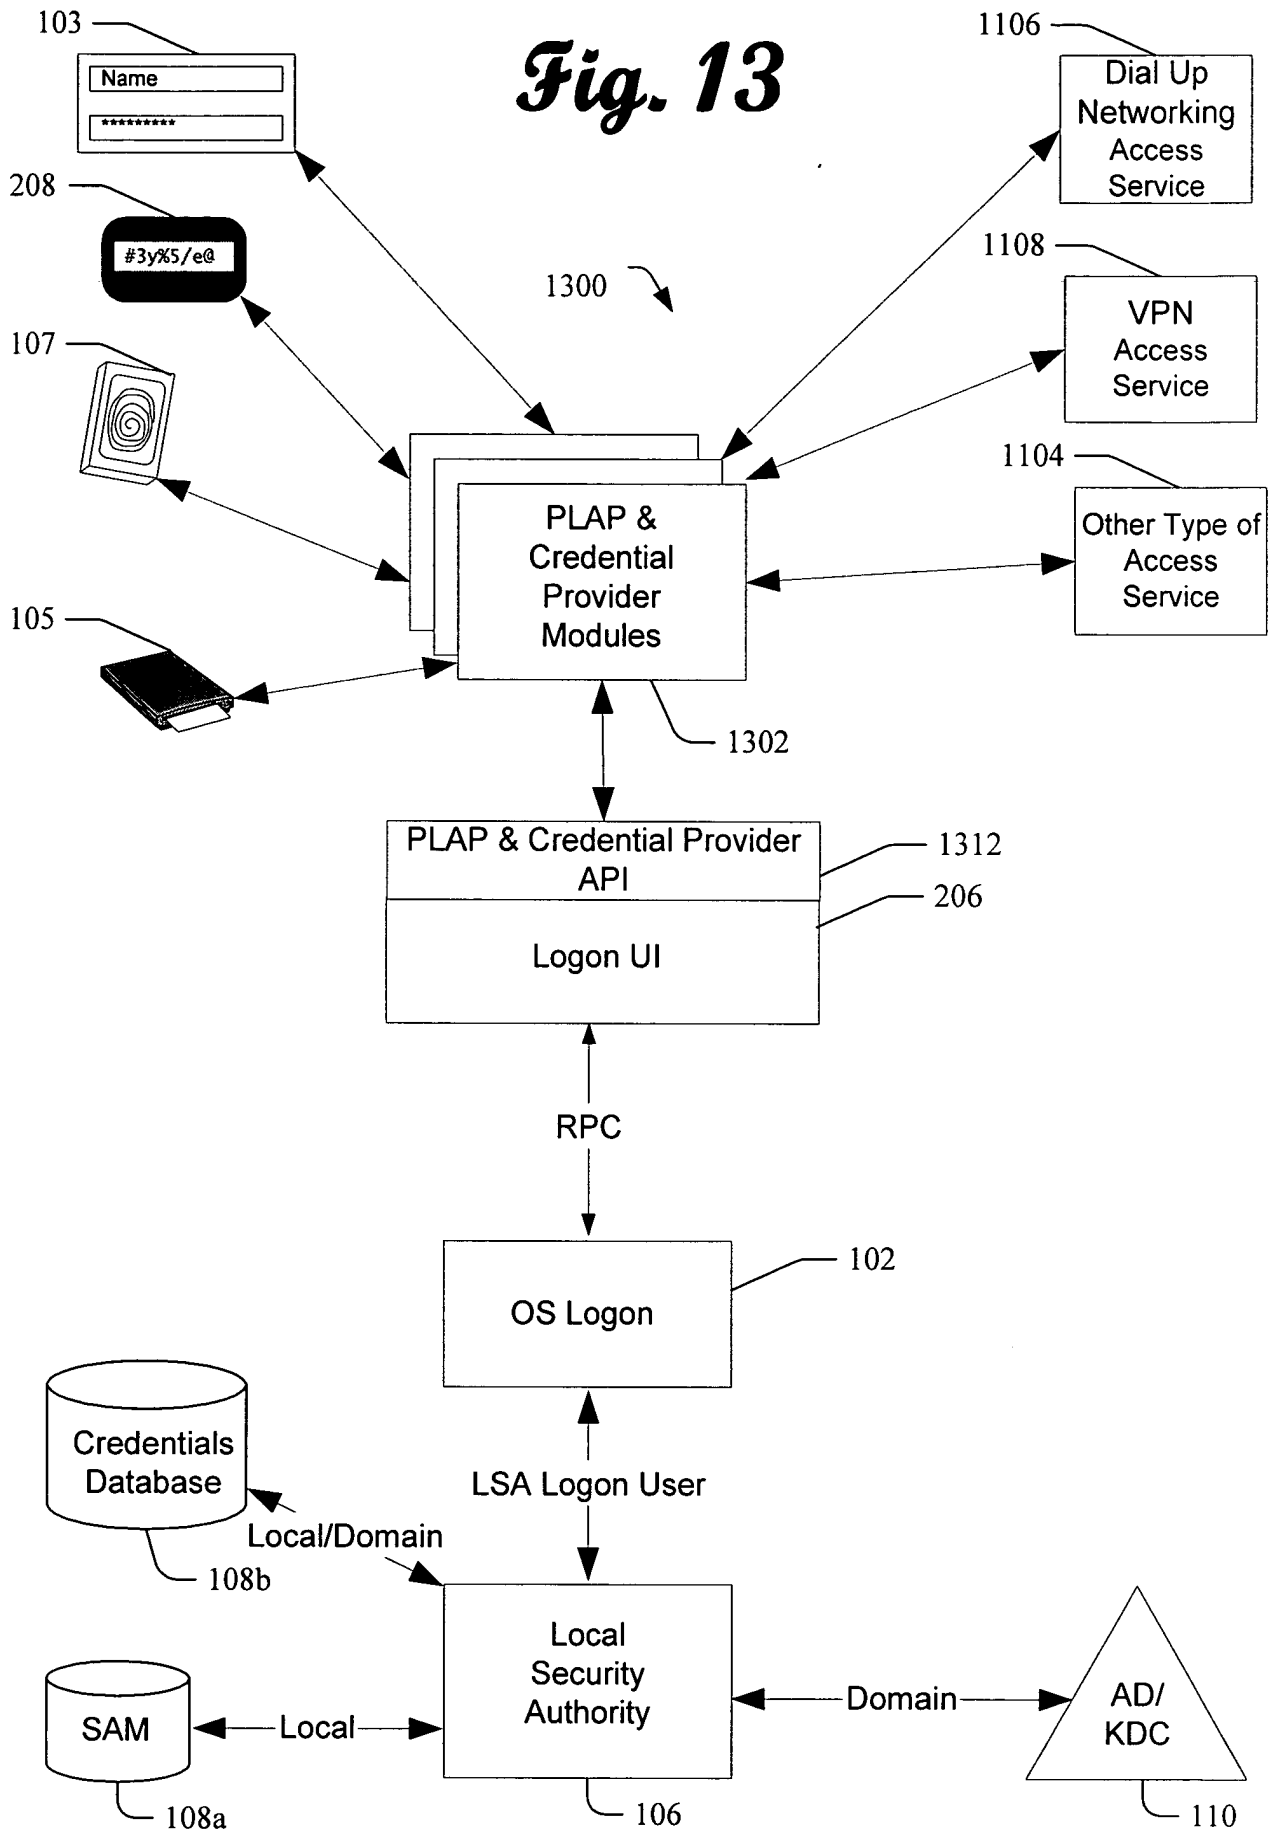 Fig. 13
103
Name
*********
208
#3y%5/e@
107
105
1300
1106
Dial Up
Networking
Access
Service
1108
VPN
Access
Service
1104
Other Type of
Access
Service
PLAP &
Credential
Provider
Modules
1302
PLAP & Credential Provider
API
1312
206
Logon UI
RPC
102
OS Logon
Credentials
Database
LSA Logon User
Local/Domain
108b
Local
Security
Authority
SAM
Local
Domain
AD/
KDC
108a
106
110